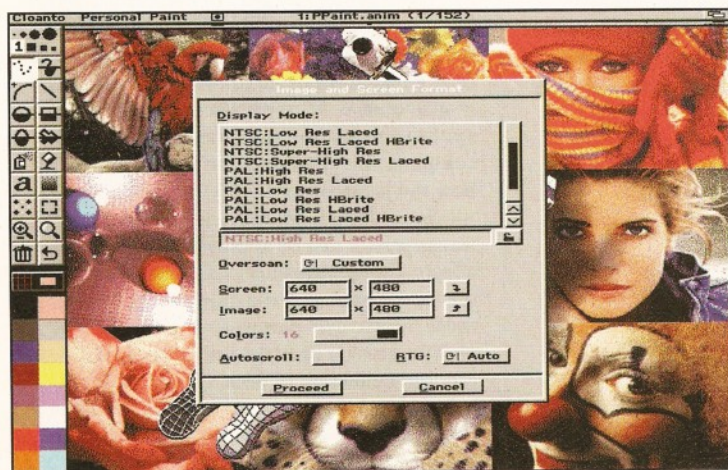 Cloanto Personal Paint 1:PPaint.anim (1/152)
1
a
Image and Screen Format
Display Mode:
NTSC:Low Res Laced
NTSC:Low Res Laced HBrite
NTSC:Super-High Res
NTSC:Super-High Res Laced
PAL:High Res
PAL:High Res Laced
PAL:Low Res
PAL:Low Res HBrite
PAL:Low Res Laced
PAL:Low Res Laced HBrite
NTSC:High Res Laced
Overscan: Custom
Screen: 640 × 480
Image: 640 × 480
Colors: 16
Autoscroll: RTG: Auto
Proceed Cancel